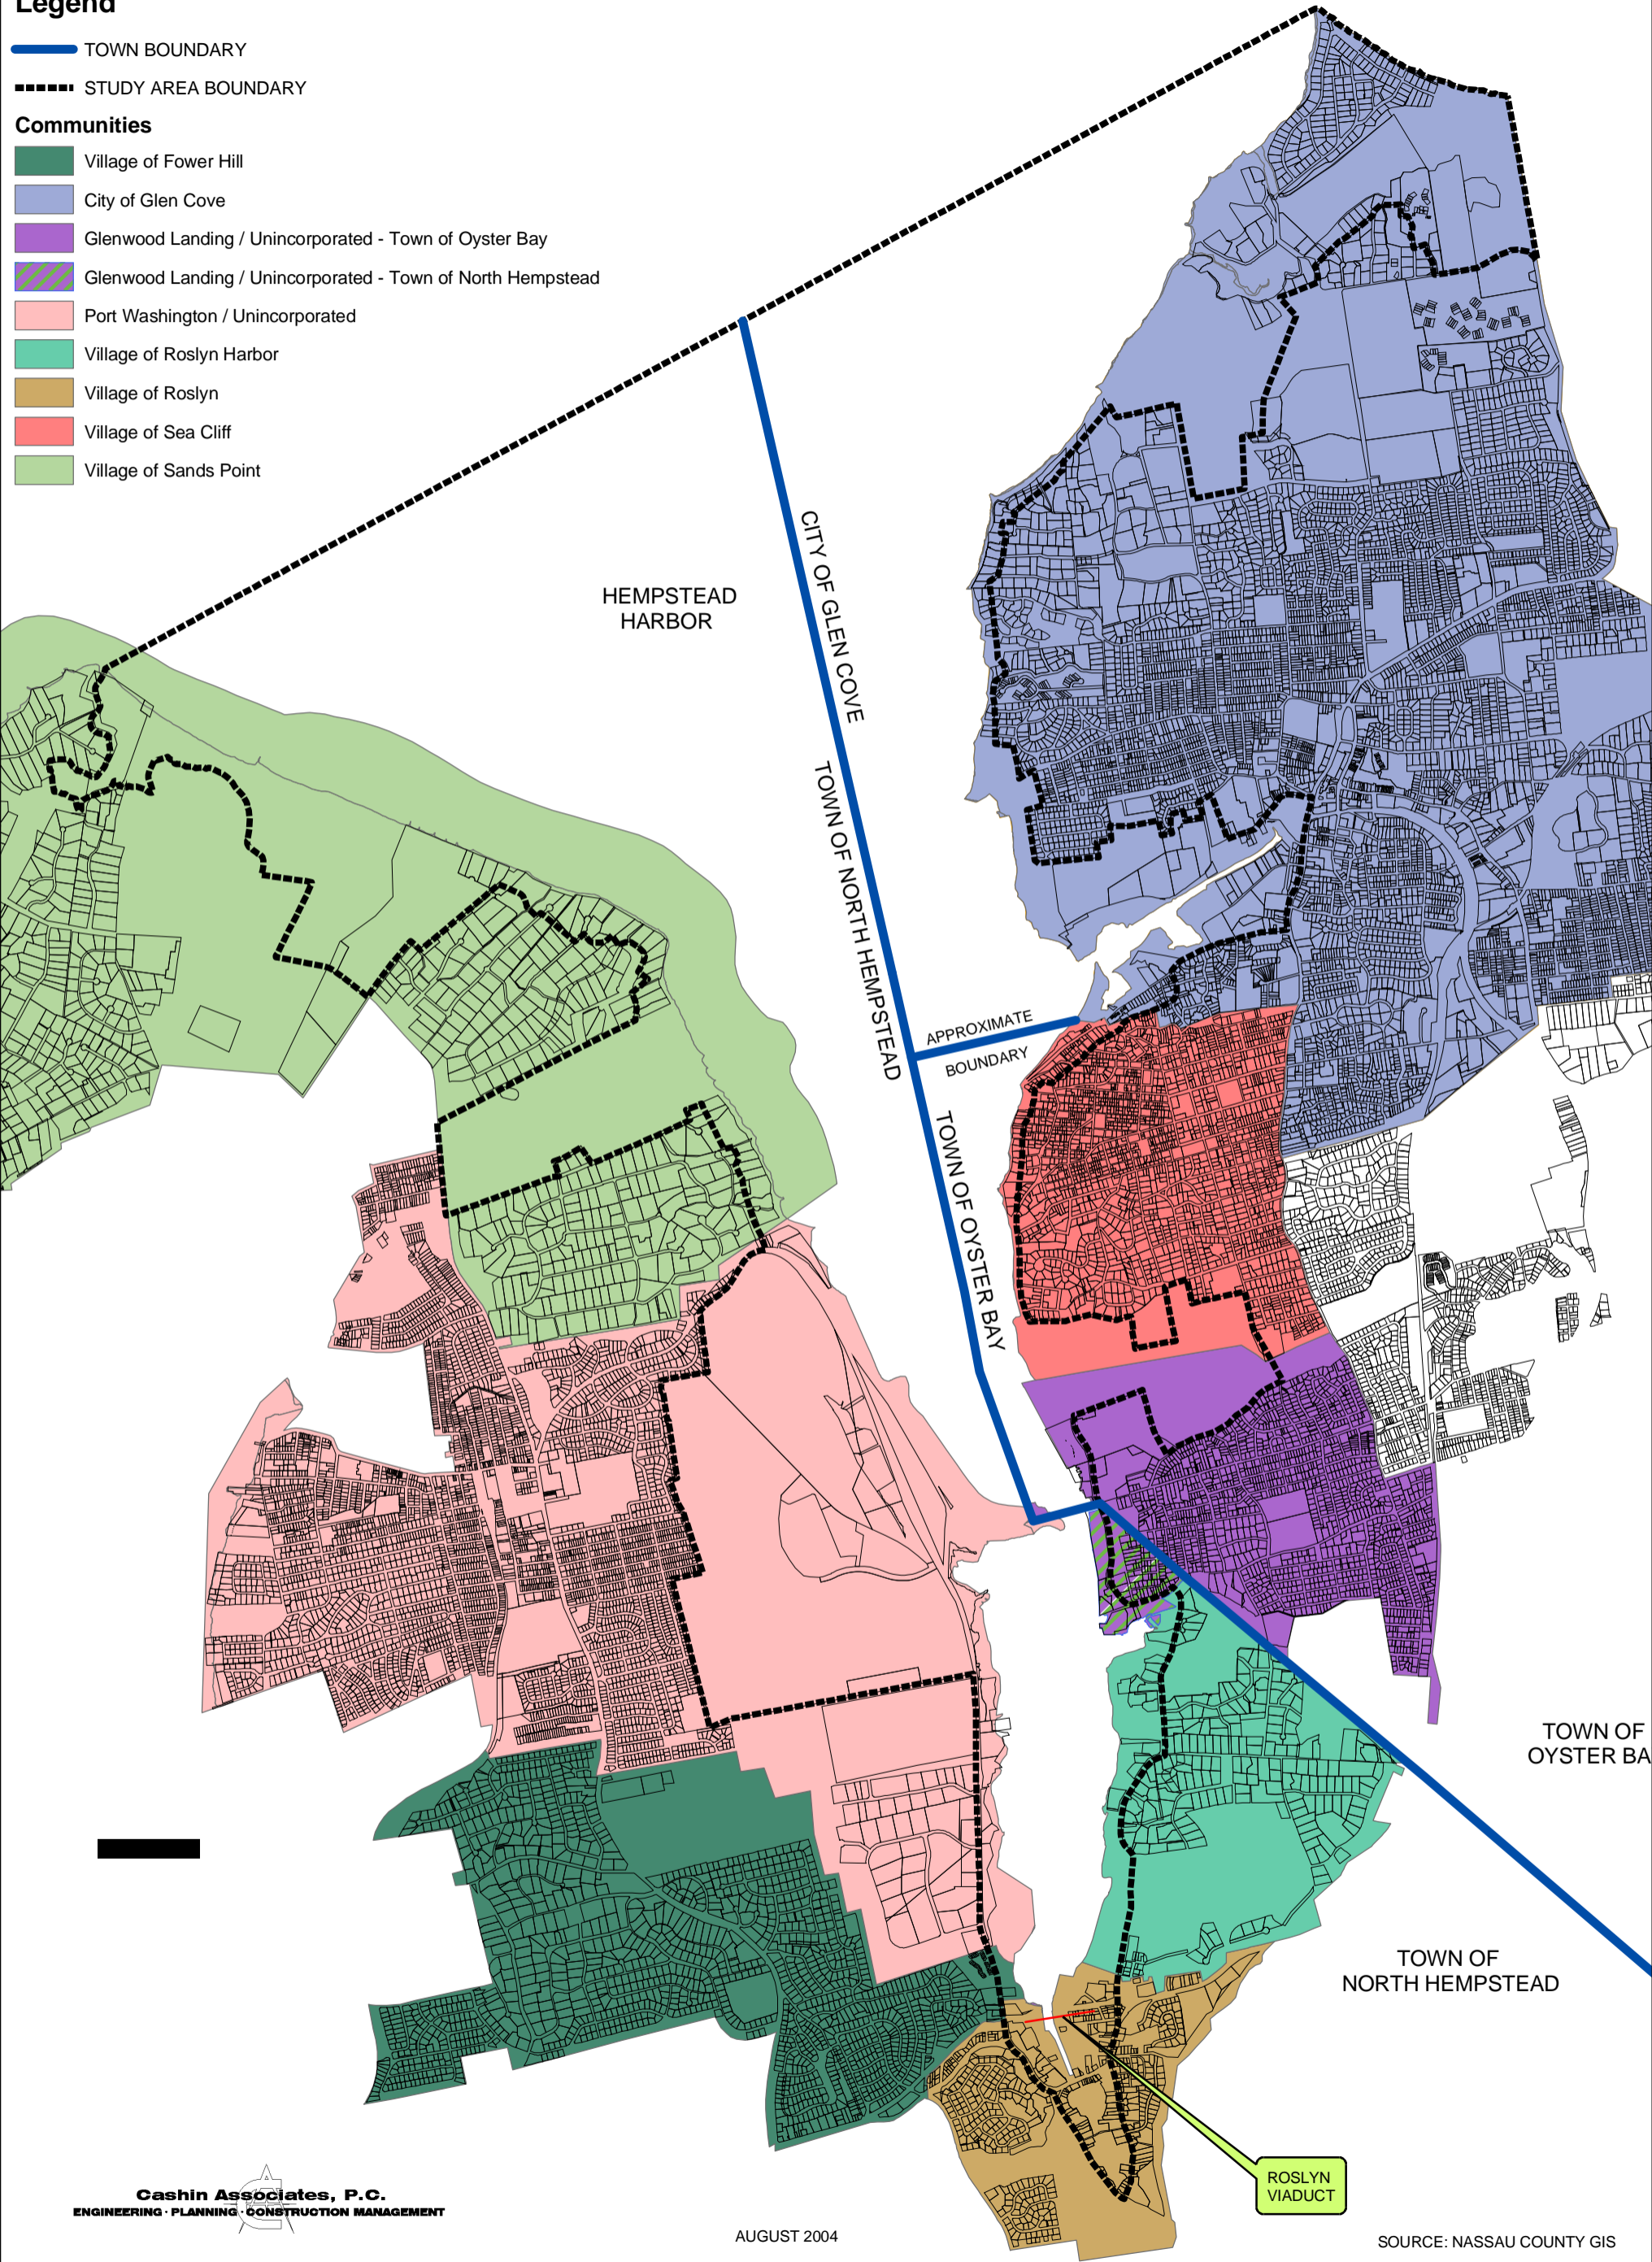 Legend
TOWN BOUNDARY
STUDY AREA BOUNDARY
Communities
Village of Fower Hill
City of Glen Cove
Glenwood Landing / Unincorporated - Town of Oyster Bay
Glenwood Landing / Unincorporated - Town of North Hempstead
Port Washington / Unincorporated
Village of Roslyn Harbor
Village of Roslyn
Village of Sea Cliff
Village of Sands Point
HEMPSTEAD
HARBOR
CITY OF GLEN COVE
TOWN OF NORTH HEMPSTEAD
APPROXIMATE
BOUNDARY
TOWN OF OYSTER BAY
TOWN OF
OYSTER BA
TOWN OF
NORTH HEMPSTEAD
ROSLYN
VIADUCT
Cashin Associates, P.C.
ENGINEERING · PLANNING · CONSTRUCTION MANAGEMENT
AUGUST 2004
SOURCE: NASSAU COUNTY GIS